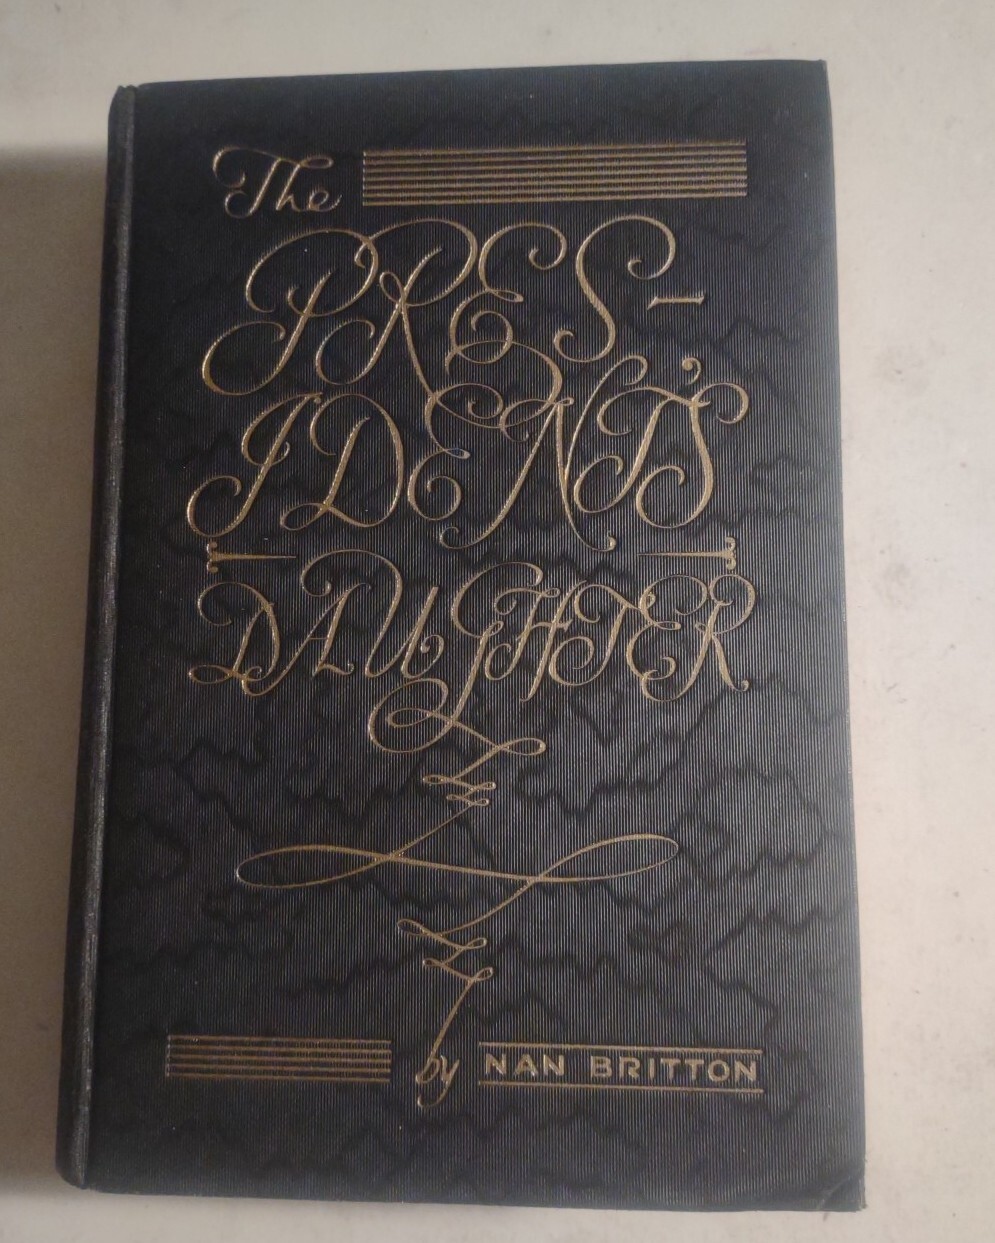 The
PRES-
IDENT'S
DAUGHTER
by NAN BRITTON